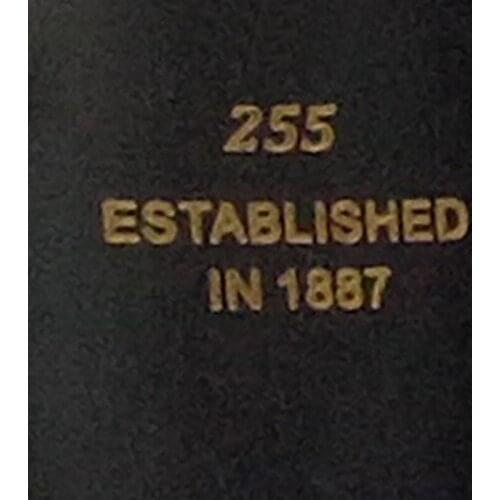 255
ESTABLISHED
IN 1887